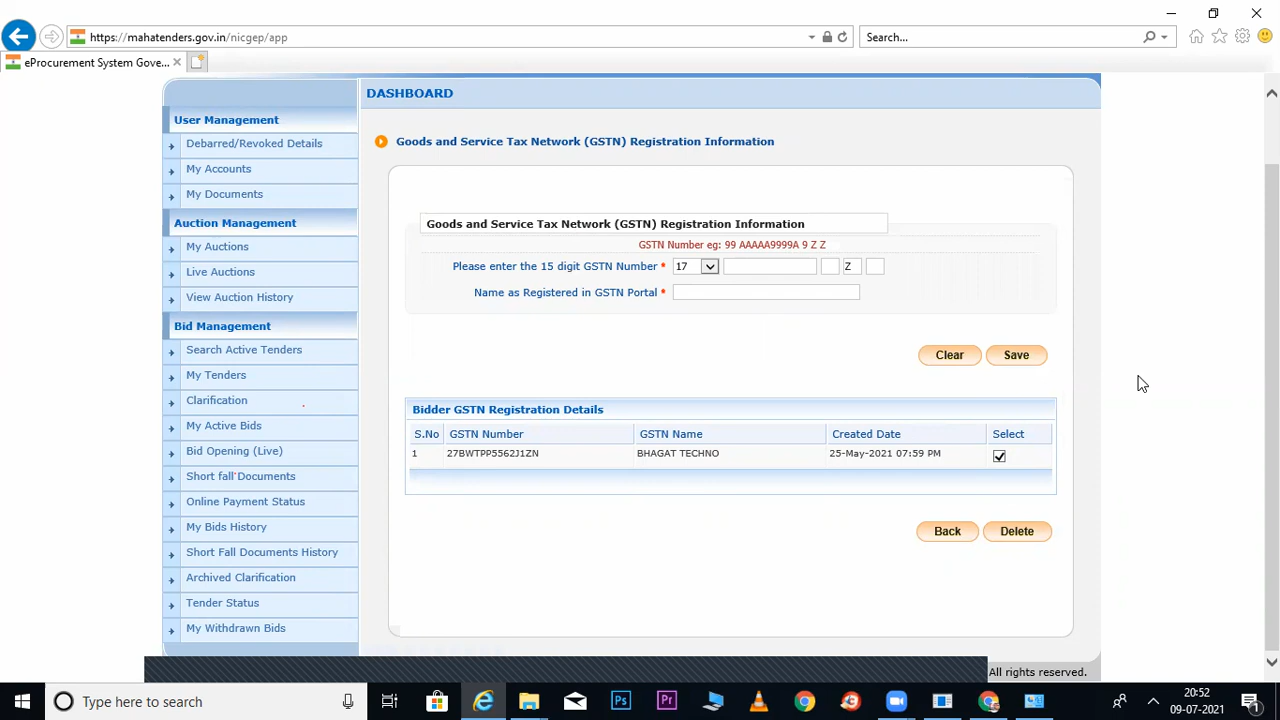 https://mahatenders.gov.in/nicgep/app
Search...
eProcurement System Gove...
DASHBOARD
User Management
Debarred/Revoked Details
My Accounts
My Documents
Auction Management
My Auctions
Live Auctions
View Auction History
Bid Management
Search Active Tenders
My Tenders
Clarification
My Active Bids
Bid Opening (Live)
Short fall Documents
Online Payment Status
My Bids History
Short Fall Documents History
Archived Clarification
Tender Status
My Withdrawn Bids
Goods and Service Tax Network (GSTN) Registration Information
Goods and Service Tax Network (GSTN) Registration Information
GSTN Number eg: 99 AAAAA9999A 9 Z Z
Please enter the 15 digit GSTN Number * 17 Z
Name as Registered in GSTN Portal *
Clear Save
Bidder GSTN Registration Details
S.No GSTN Number GSTN Name Created Date Select
1 27BWTPP5562J1ZN BHAGAT TECHNO 25-May-2021 07:59 PM
Back Delete
All rights reserved.
Type here to search
Ps
Pr
20:52
09-07-2021
1